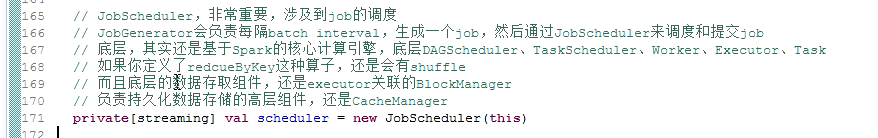 165 // JobScheduler，非常重要，涉及到job的调度
166 // JobGenerator会负责每隔batch interval，生成一个job，然后通过JobScheduler来调度和提交job
167 // 底层，其实还是基于Spark的核心计算引擎，底层DAGScheduler、TaskScheduler、Worker、Executor、Task
168 // 如果你定义了redcueByKey这种算子，还是会有shuffle
169 // 而且底层的数据存取组件，还是executor关联的BlockManager
170 // 负责持久化数据存储的高层组件，还是CacheManager
171 private[streaming] val scheduler = new JobScheduler(this)
172